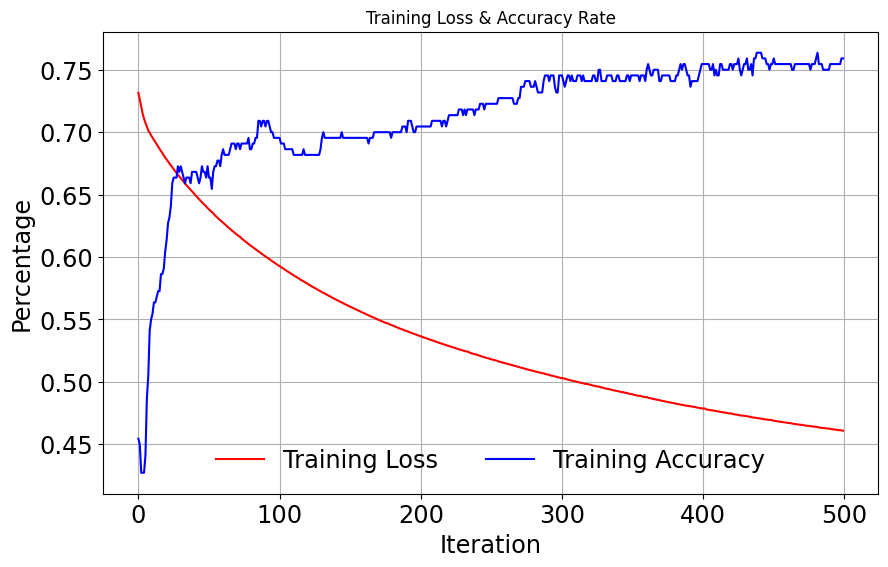 Training Loss & Accuracy Rate
Percentage
0.75
0.70
0.65
0.60
0.55
0.50
0.45
Training Loss
Training Accuracy
0 100 200 300 400 500
Iteration